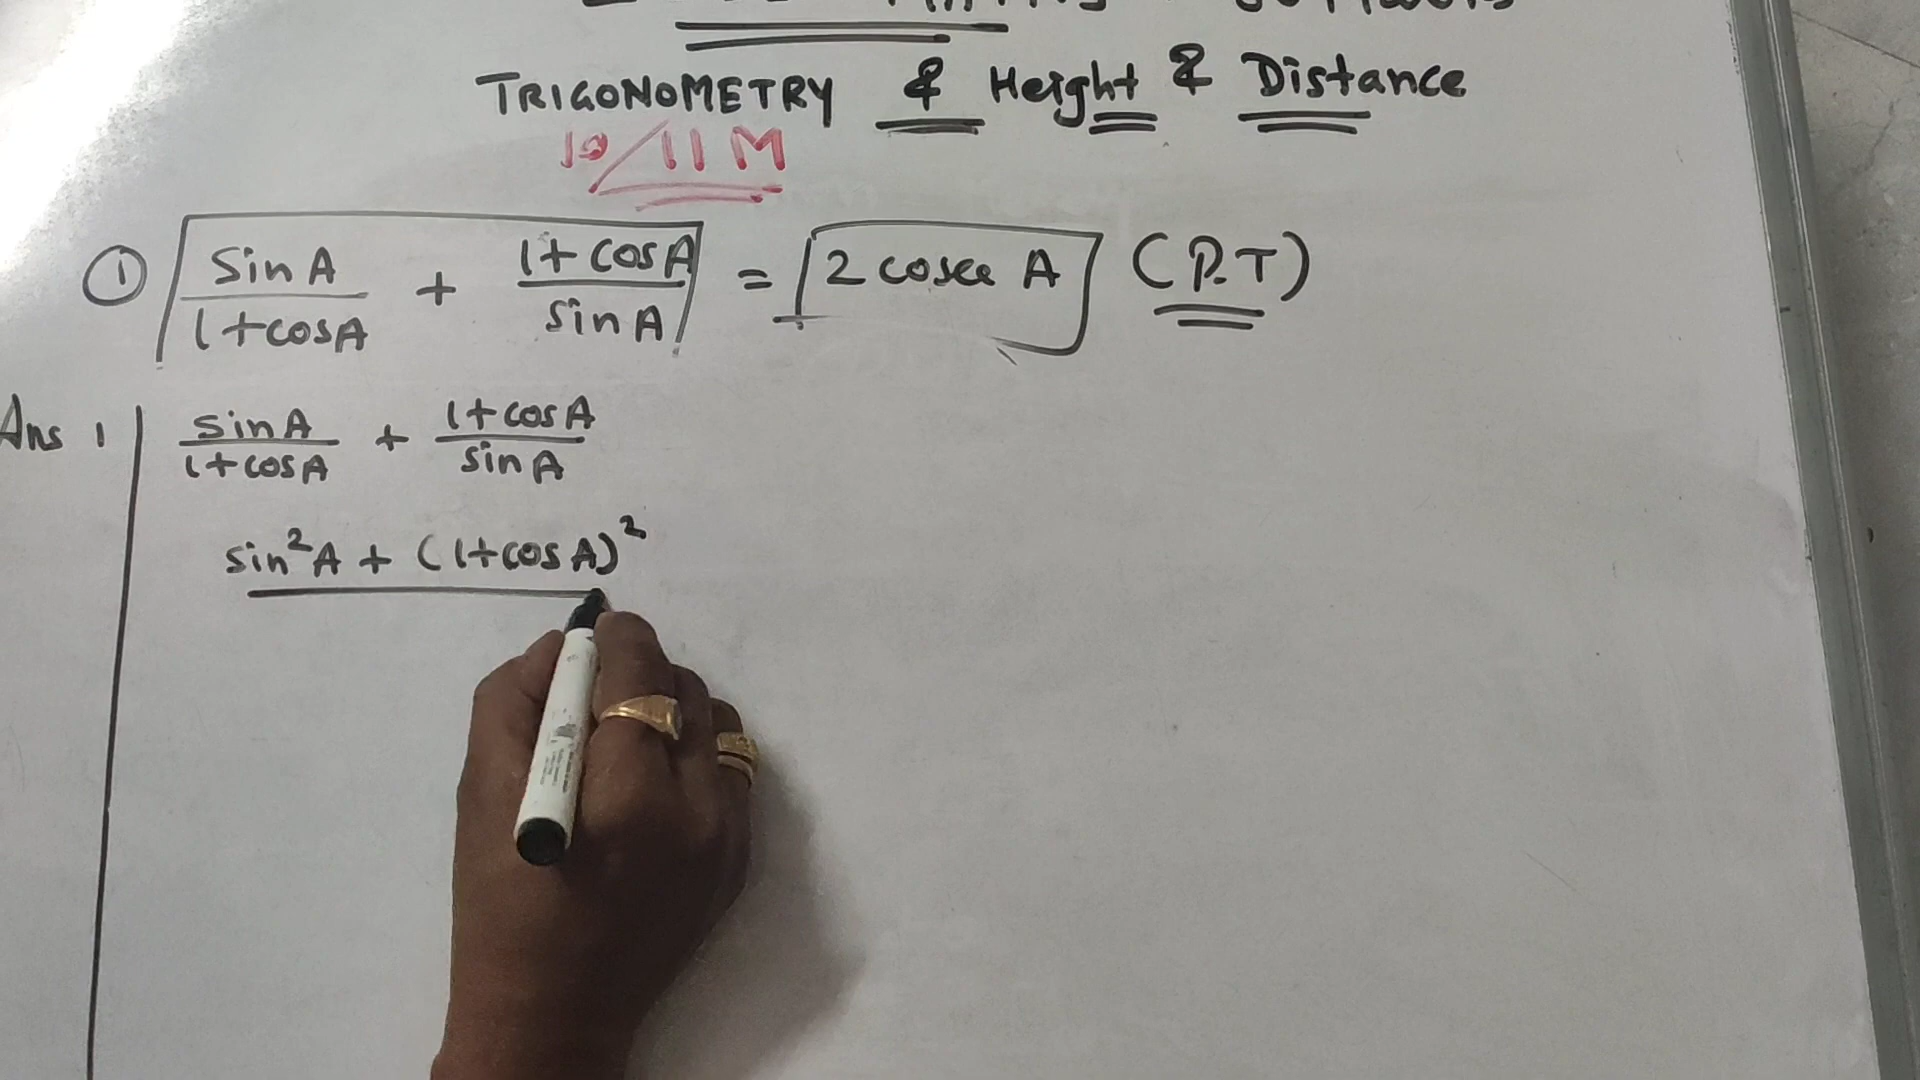 TRIGONOMETRY & Height & Distance
10/11 M
① sin A / 1+cosA + 1+cosA / sin A = 2 cosec A (P.T)
Ans 1 sin A / 1+cosA + 1+cosA / sin A
sin²A + (1+cosA)²